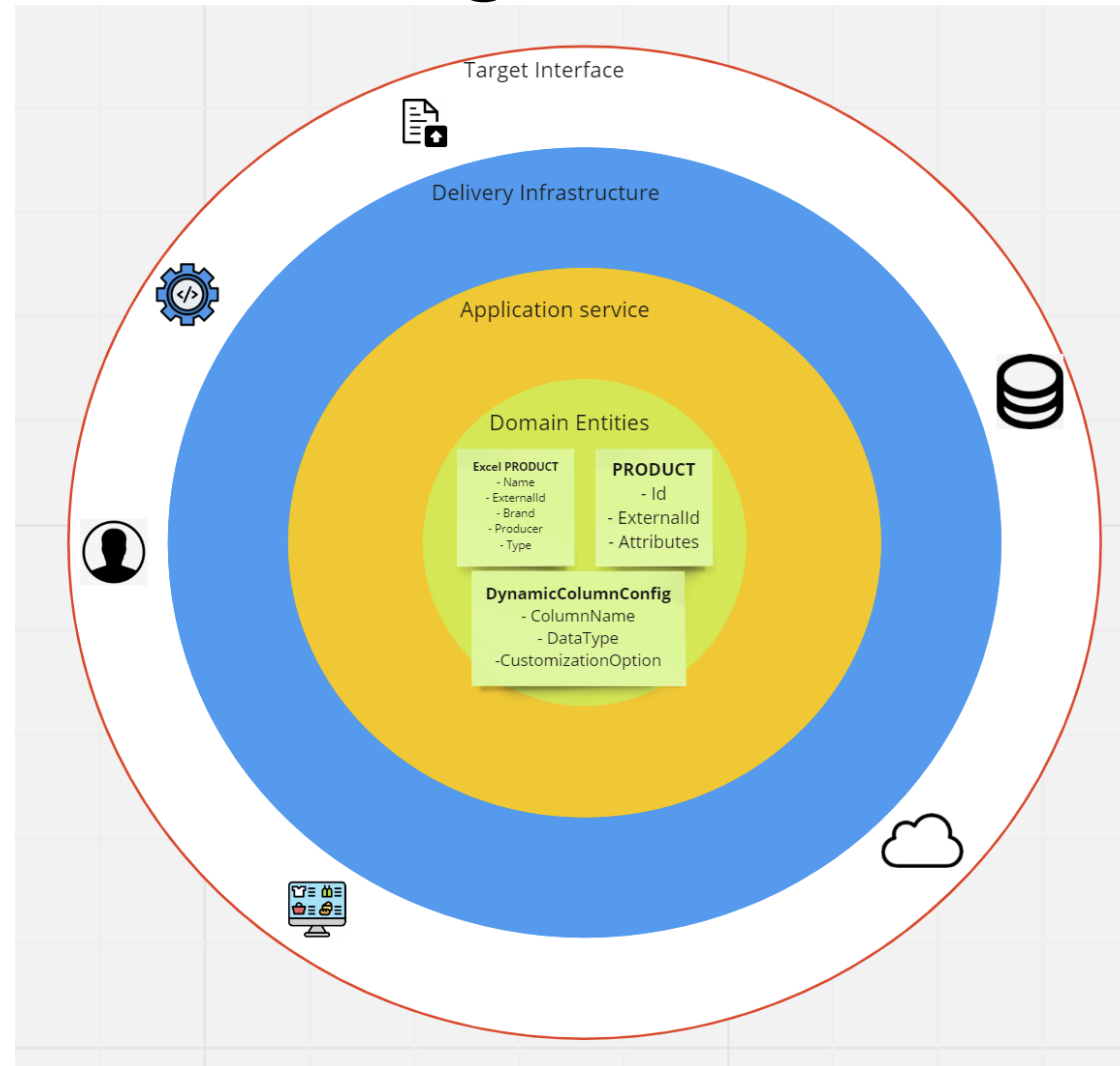 Target Interface
Delivery Infrastructure
Application service
Domain Entities
Excel PRODUCT
- Name
- ExternalId
- Brand
- Producer
- Type
PRODUCT
- Id
- ExternalId
- Attributes
DynamicColumnConfig
- ColumnName
- DataType
-CustomizationOption